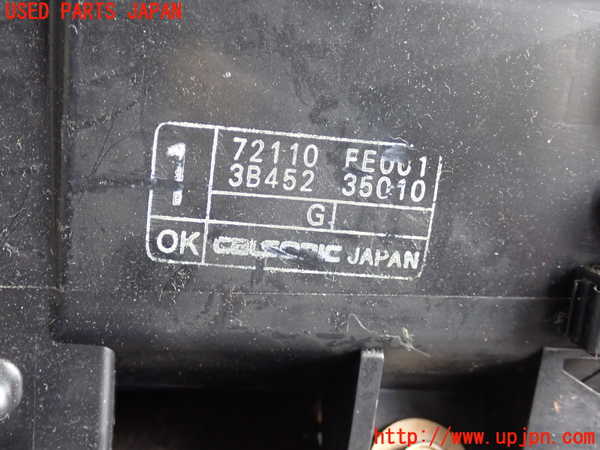 USED PARTS JAPAN
1
72110 FE001
3B452 35010
G
OK CALSONIC JAPAN
http://www.upjpn.com/